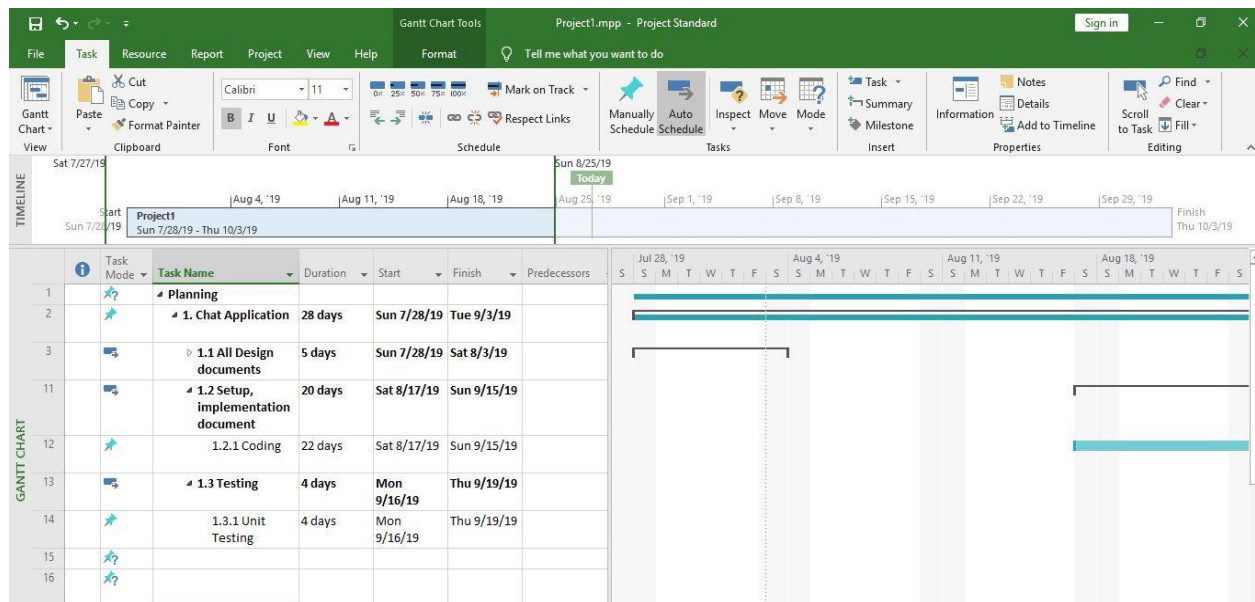 Gantt Chart Tools
Project1.mpp - Project Standard
Sign in
File Task Resource Report Project View Help Format Tell me what you want to do
Gantt Chart
View
Paste
Cut
Copy
Format Painter
Clipboard
Calibri 11
B I U A
Font
0% 25% 50% 75% 100%
Mark on Track
Respect Links
Schedule
Manually Schedule
Auto Schedule
Inspect Move Mode
Tasks
Task
Summary
Milestone
Insert
Information
Notes
Details
Add to Timeline
Properties
Scroll to Task
Find
Clear
Fill
Editing
TIMELINE
Sat 7/27/19 Sun 8/25/19
Today
Aug 4, '19 Aug 11, '19 Aug 18, '19 Aug 25, '19 Sep 1, '19 Sep 8, '19 Sep 15, '19 Sep 22, '19 Sep 29, '19
Start
Sun 7/28/19
Project1
Sun 7/28/19 - Thu 10/3/19
Finish
Thu 10/3/19
GANTT CHART
Task Mode Task Name Duration Start Finish Predecessors
Jul 28, '19 Aug 4, '19 Aug 11, '19 Aug 18, '19
S S M T W T F S S M T W T F S S M T W T F S S M T W T F S
1 Planning
2 1. Chat Application 28 days Sun 7/28/19 Tue 9/3/19
3 1.1 All Design documents 5 days Sun 7/28/19 Sat 8/3/19
11 1.2 Setup, implementation document 20 days Sat 8/17/19 Sun 9/15/19
12 1.2.1 Coding 22 days Sat 8/17/19 Sun 9/15/19
13 1.3 Testing 4 days Mon 9/16/19 Thu 9/19/19
14 1.3.1 Unit Testing 4 days Mon 9/16/19 Thu 9/19/19
15
16